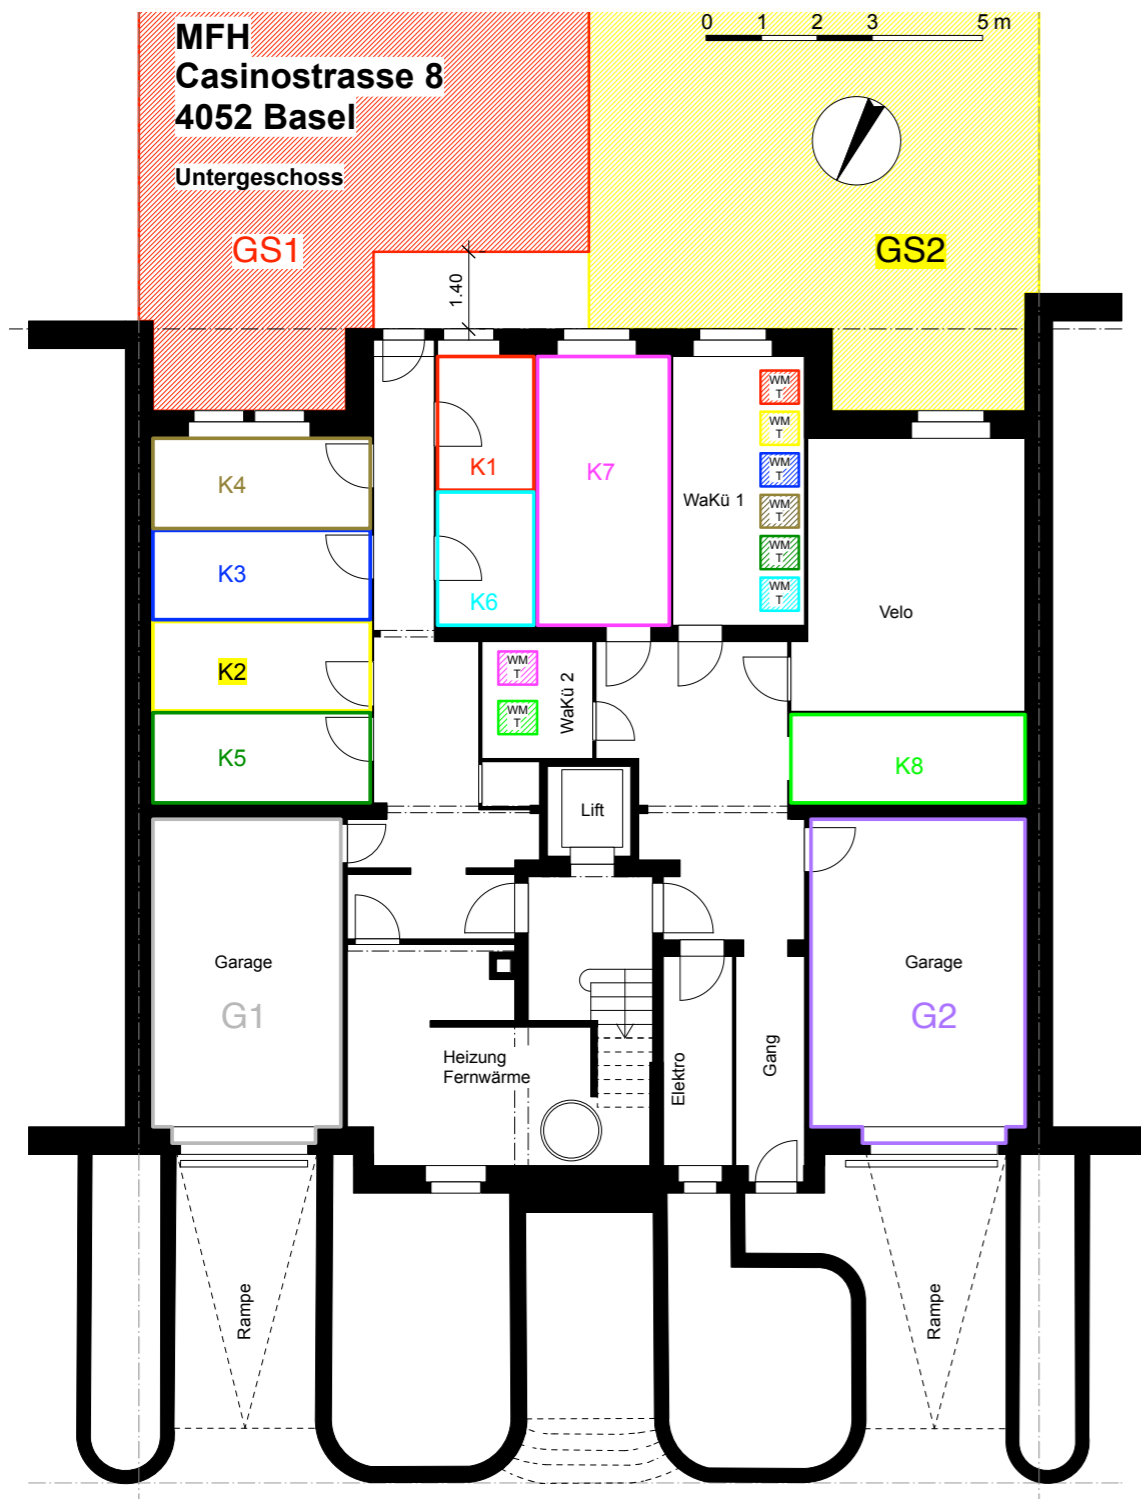 MFH
Casinostrasse 8
4052 Basel
Untergeschoss
0 1 2 3 5 m
GS1
GS2
1.40
K1
K7
WaKü 1
WM
T
WM
T
WM
T
WM
T
WM
T
WM
T
K4
K3
K6
K2
K5
Velo
WM
T
WM
T
WaKü 2
K8
Lift
Garage
G1
Garage
G2
Heizung
Fernwärme
Elektro
Gang
Rampe
Rampe